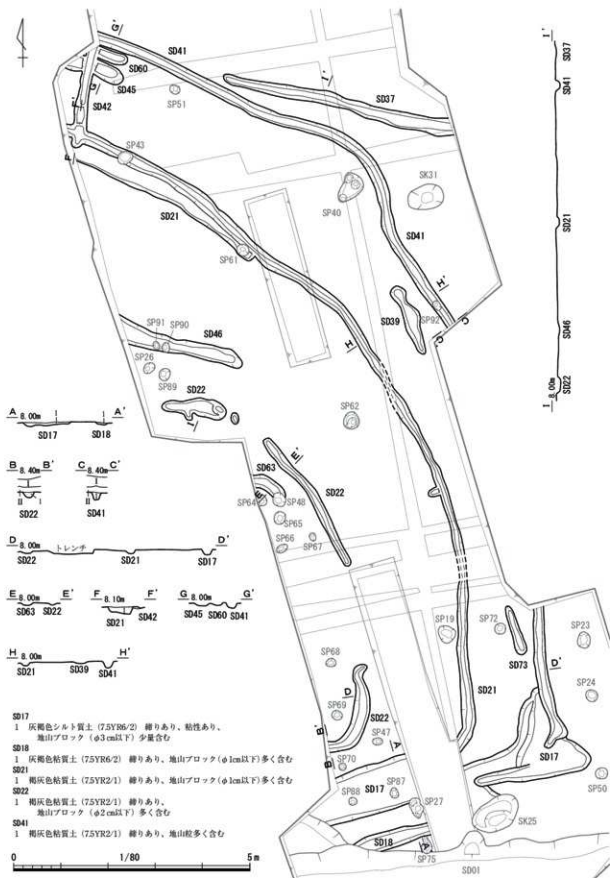 G'
SD41
SD60
SD45
G
F'
SD42
SP51
I'
SD37
SP43
F
SD21
SP40
SK31
SP61
SD41
H'
C'
SP92
C
SD39
H
SP91
SP90
SD46
SP26
SP89
SD22
I
SP62
E'
SD63
SD22
E
SP64
SP48
SP65
SP66
SP67
SP19
SP72
SD73
SP23
D'
SP24
SP68
D
SP69
SD22
SD21
B'
SP47
A
B
SP70
SD17
SP87
SP88
SP27
SD17
SP50
SK25
SD18
A'
SP75
SD01
I'
SD37
SD41
SD21
SD46
SD22
8.00m
I
A 8.00m A'
SD17 SD18
B 8.40m B'
II I
SD22
C 8.40m C'
II I
SD41
D 8.00m トレンチ D'
SD22 SD21 SD17
E 8.00m E'
SD63 SD22
F 8.10m F'
SD21 SD42
G 8.00m G'
SD45 SD60 SD41
H 8.00m H'
SD21 SD39 SD41
SD17
1 灰褐色シルト質土 (7.5YR6/2) 締りあり、粘性あり、
地山ブロック (φ3㎝以下) 少量含む
SD18
1 灰褐色粘質土 (7.5YR6/2) 締りあり、地山ブロック (φ1㎝以下) 多く含む
SD21
1 褐灰色粘質土 (7.5YR2/1) 締りあり、地山ブロック (φ1㎝以下) 多く含む
SD22
1 褐灰色粘質土 (7.5YR2/1) 締りあり、
地山ブロック (φ2㎝以下) 多く含む
SD41
1 褐灰色粘質土 (7.5YR2/1) 締りあり、地山粒多く含む
0 1/80 5 m